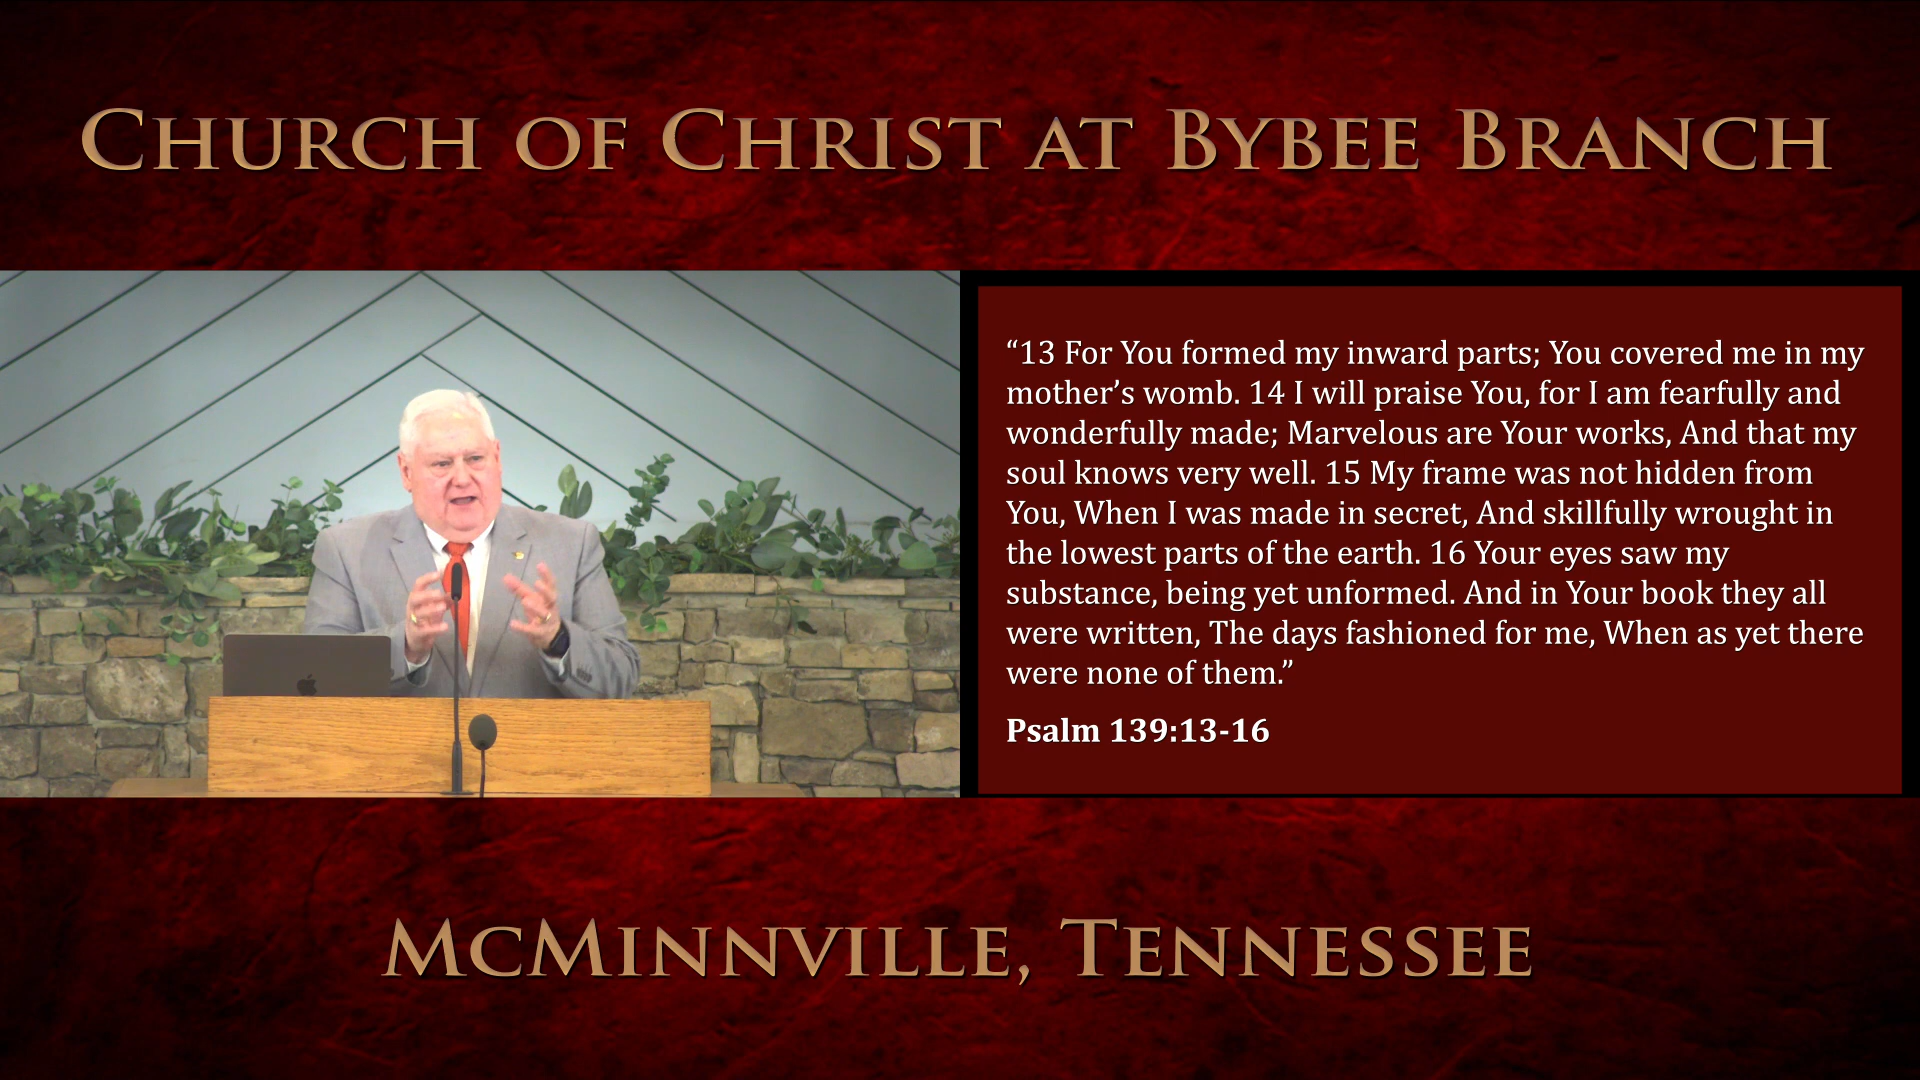 Church of Christ at Bybee Branch
“13 For You formed my inward parts; You covered me in my
mother’s womb. 14 I will praise You, for I am fearfully and
wonderfully made; Marvelous are Your works, And that my
soul knows very well. 15 My frame was not hidden from
You, When I was made in secret, And skillfully wrought in
the lowest parts of the earth. 16 Your eyes saw my
substance, being yet unformed. And in Your book they all
were written, The days fashioned for me, When as yet there
were none of them.”
Psalm 139:13-16
McMinnville, Tennessee